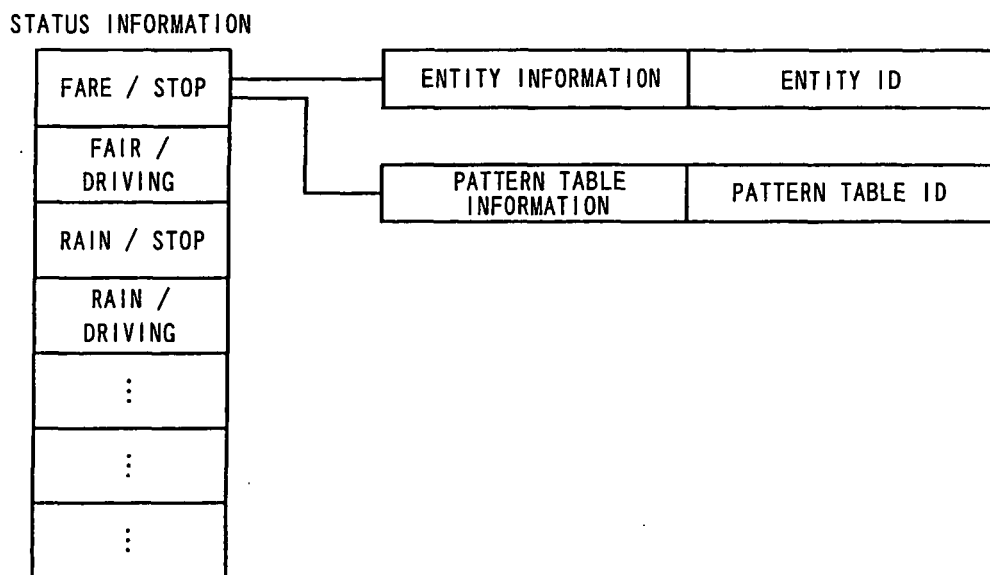 STATUS INFORMATION
FARE / STOP
ENTITY INFORMATION
ENTITY ID
FAIR /
DRIVING
PATTERN TABLE
INFORMATION
PATTERN TABLE ID
RAIN / STOP
RAIN /
DRIVING
⋮
⋮
⋮